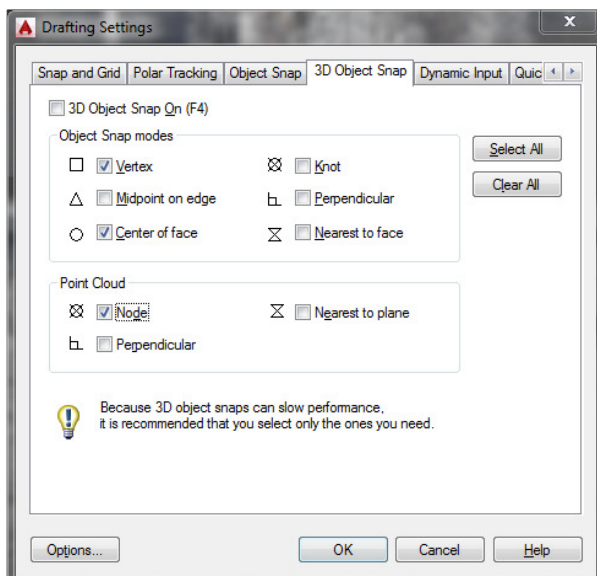 Drafting Settings
x
Snap and Grid Polar Tracking Object Snap 3D Object Snap Dynamic Input Quic
3D Object Snap On (F4)
Object Snap modes
Select All
Vertex Knot
Clear All
Midpoint on edge Perpendicular
Center of face Nearest to face
Point Cloud
Node Nearest to plane
Perpendicular
Because 3D object snaps can slow performance,
it is recommended that you select only the ones you need.
Options... OK Cancel Help